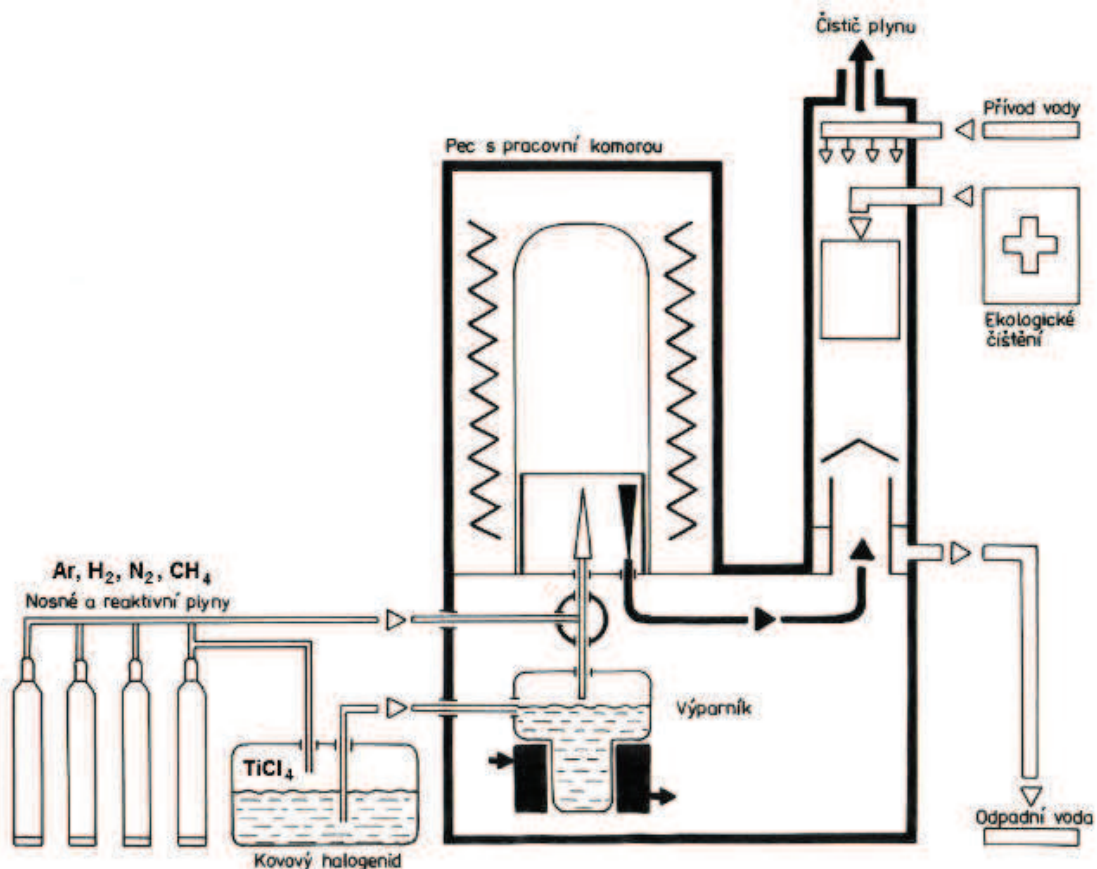 Čistič plynu
Přívod vody
Pec s pracovní komorou
Ekologické
čištění
Ar, H₂, N₂, CH₄
Nosné a reaktivní plyny
Výparník
TiCl₄
Odpadní voda
Kovový halogenid